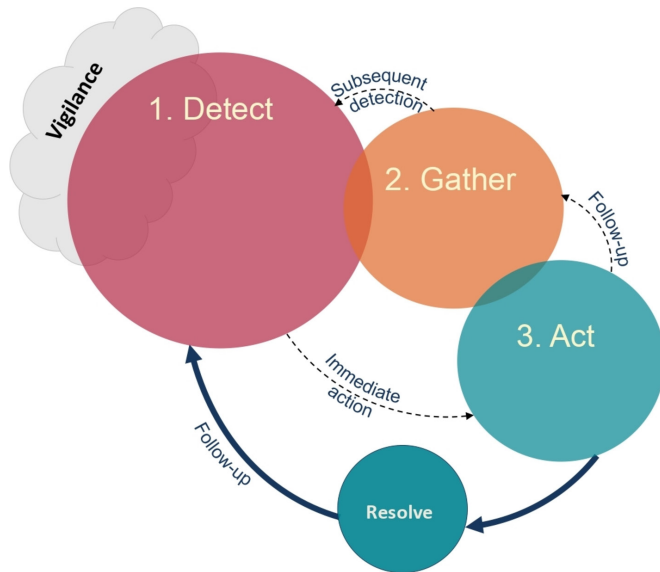 Vigilance
1. Detect
Subsequent
detection
2. Gather
Follow-up
3. Act
Immediate
action
Follow-up
Resolve